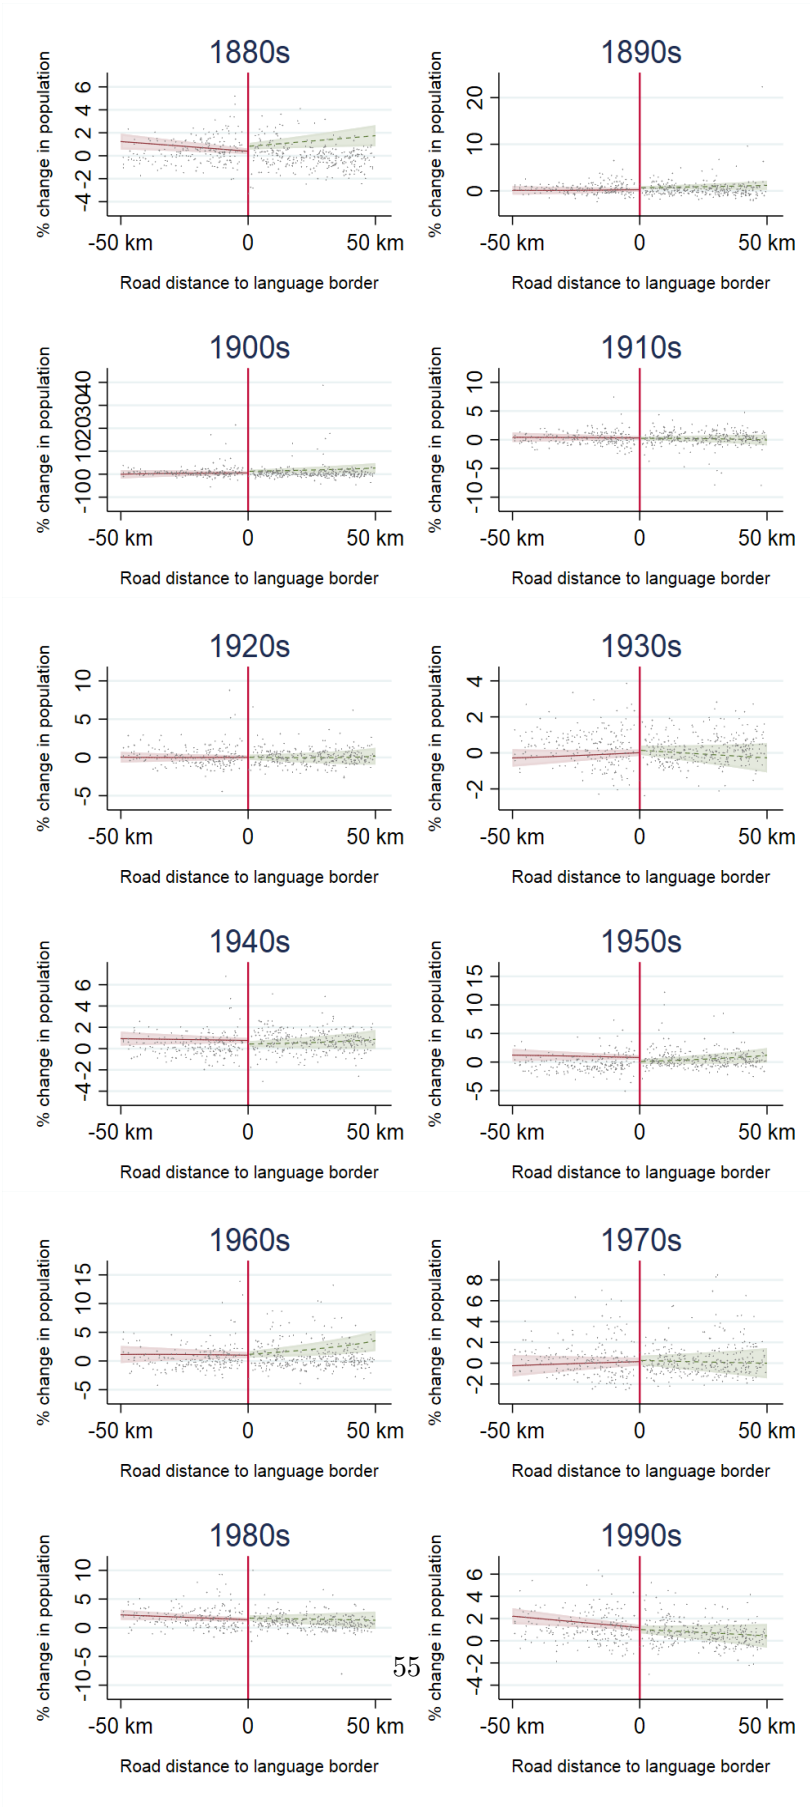 1880s
% change in population
6
4
2
0
-2
-4
-50 km 0 50 km
Road distance to language border
1890s
% change in population
20
10
0
-50 km 0 50 km
Road distance to language border
1900s
% change in population
40
30
20
10
0
-10
-50 km 0 50 km
Road distance to language border
1910s
% change in population
10
5
0
-5
-10
-50 km 0 50 km
Road distance to language border
1920s
% change in population
10
5
0
-5
-50 km 0 50 km
Road distance to language border
1930s
% change in population
4
2
0
-2
-50 km 0 50 km
Road distance to language border
1940s
% change in population
6
4
2
0
-2
-4
-50 km 0 50 km
Road distance to language border
1950s
% change in population
15
10
5
0
-5
-50 km 0 50 km
Road distance to language border
1960s
% change in population
15
10
5
0
-5
-50 km 0 50 km
Road distance to language border
1970s
% change in population
8
6
4
2
0
-2
-50 km 0 50 km
Road distance to language border
1980s
% change in population
10
5
0
-5
-10
-50 km 0 50 km
Road distance to language border
1990s
% change in population
6
4
2
0
-2
-4
-50 km 0 50 km
Road distance to language border
55